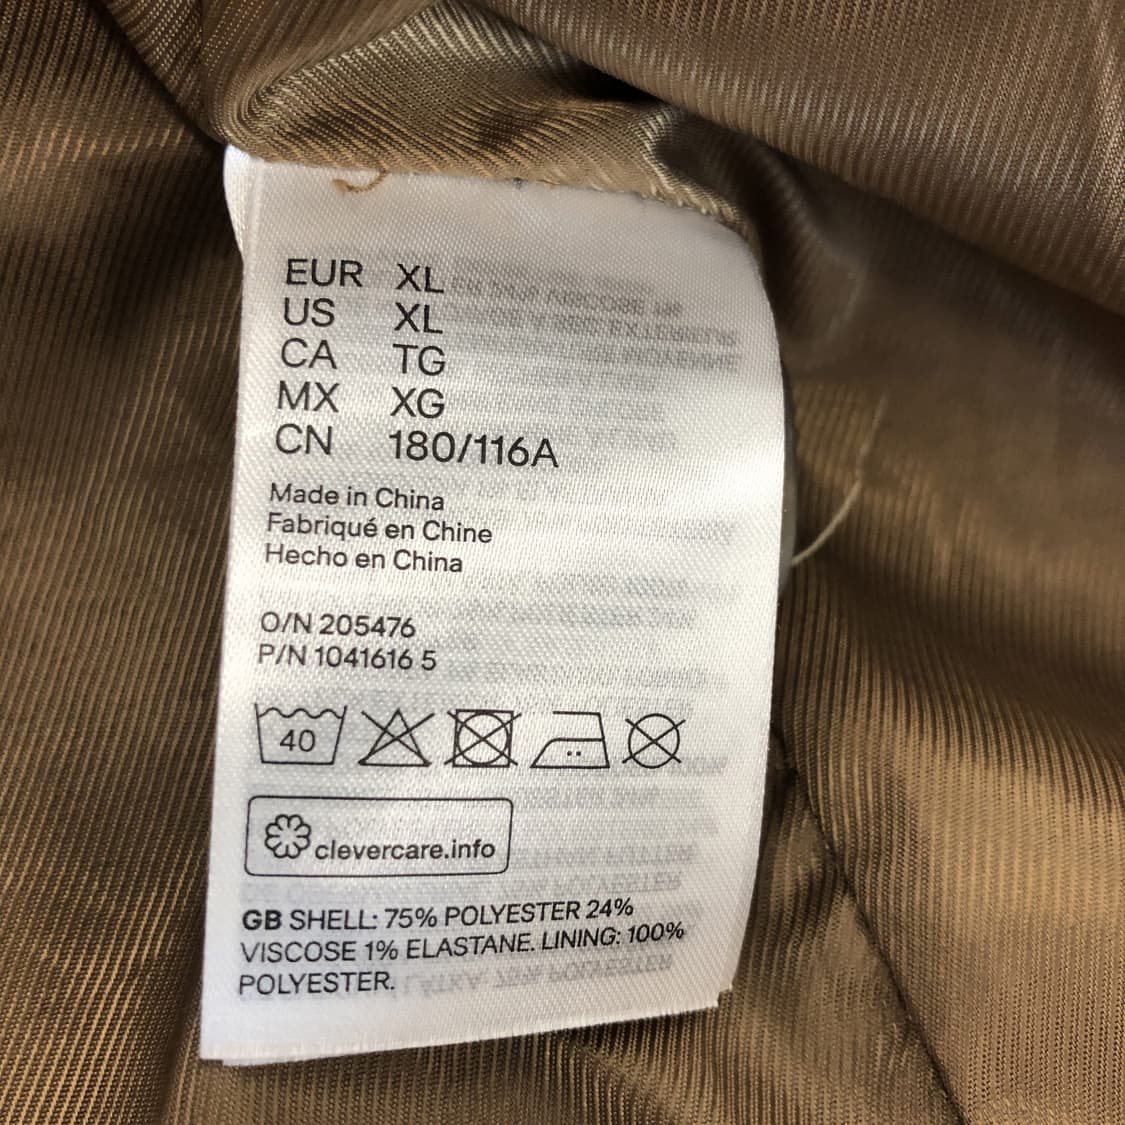 EUR XL
US XL
CA TG
MX XG
CN 180/116A
Made in China
Fabriqué en Chine
Hecho en China
O/N 205476
P/N 1041616 5
40
clevercare.info
GB SHELL: 75% POLYESTER 24%
VISCOSE 1% ELASTANE. LINING: 100%
POLYESTER.